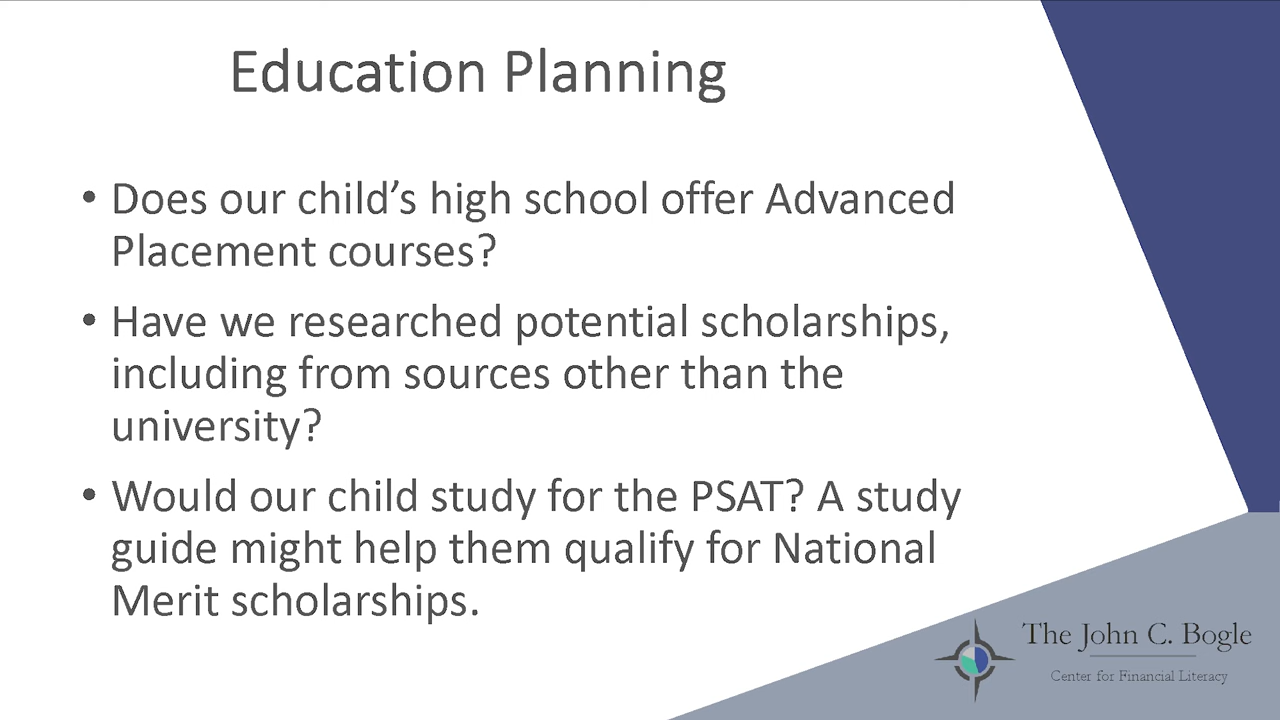 Education Planning
• Does our child’s high school offer Advanced
Placement courses?
• Have we researched potential scholarships,
including from sources other than the
university?
• Would our child study for the PSAT? A study
guide might help them qualify for National
Merit scholarships.
The John C. Bogle
Center for Financial Literacy